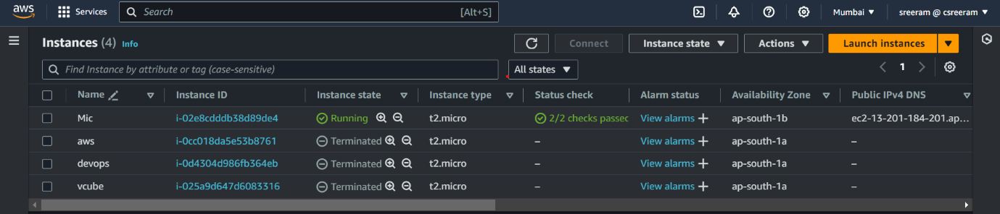 aws Services Search [Alt+S] Mumbai ▼ sreeram @ csreeram ▼
Instances (4) Info Connect Instance state ▼ Actions ▼ Launch instances ▼
Find Instance by attribute or tag (case-sensitive) All states ▼ 1
Name Instance ID Instance state Instance type Status check Alarm status Availability Zone Public IPv4 DNS
Mic i-02e8cdddb38d89de4 Running t2.micro 2/2 checks passec View alarms + ap-south-1b ec2-13-201-184-201.ap...
aws i-0cc018da5e53b8761 Terminated t2.micro – View alarms + ap-south-1a –
devops i-0d4304d986fb364eb Terminated t2.micro – View alarms + ap-south-1a –
vcube i-025a9d647d6083316 Terminated t2.micro – View alarms + ap-south-1a –